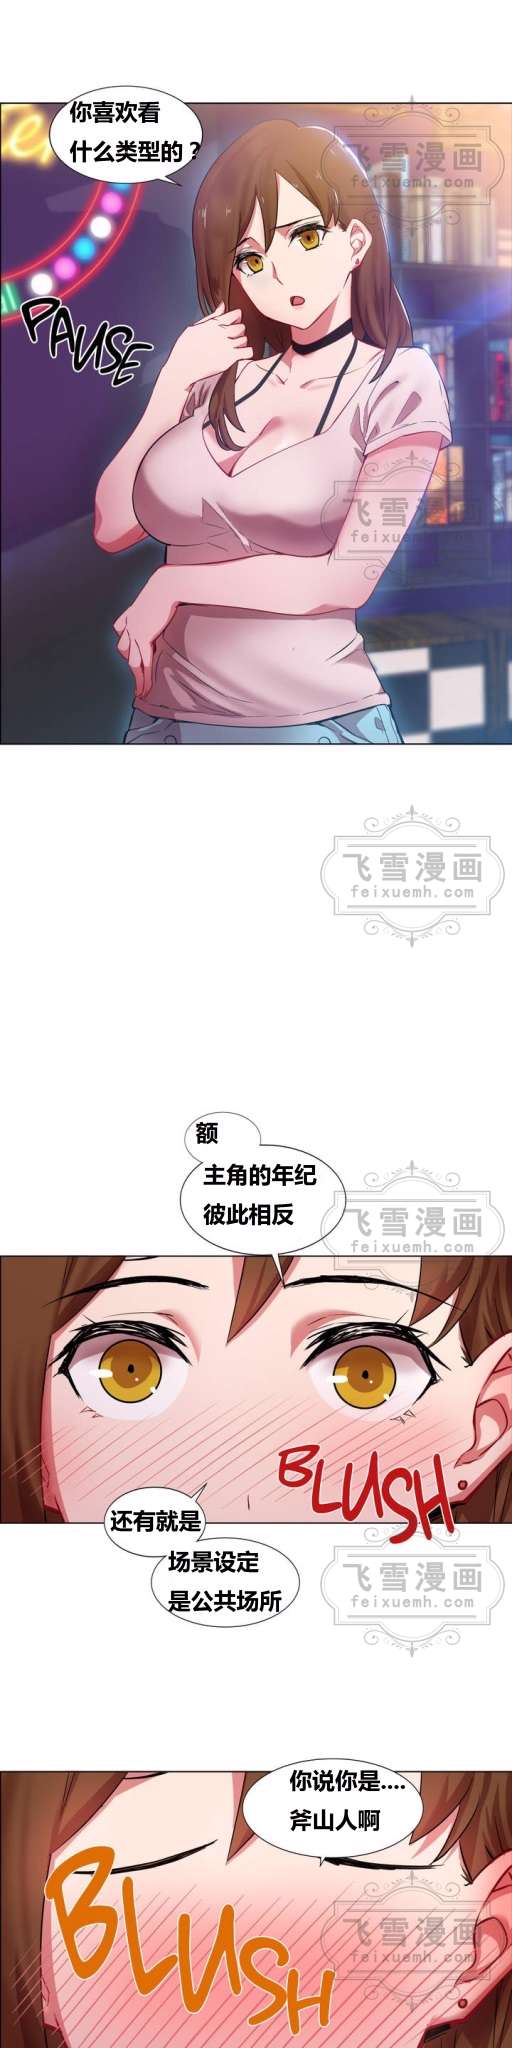 你喜欢看
什么类型的？
飞雪漫画
feixuemh.com
PAUSE
飞雪漫画
feixuemh.com
飞雪漫画
feixuemh.com
额
主角的年纪
彼此相反
飞雪漫画
feixuemh.com
BLUSH
还有就是
场景设定
是公共场所
飞雪漫画
feixuemh.com
你说你是....
斧山人啊
BLUSH
飞雪漫画
feixuemh.com